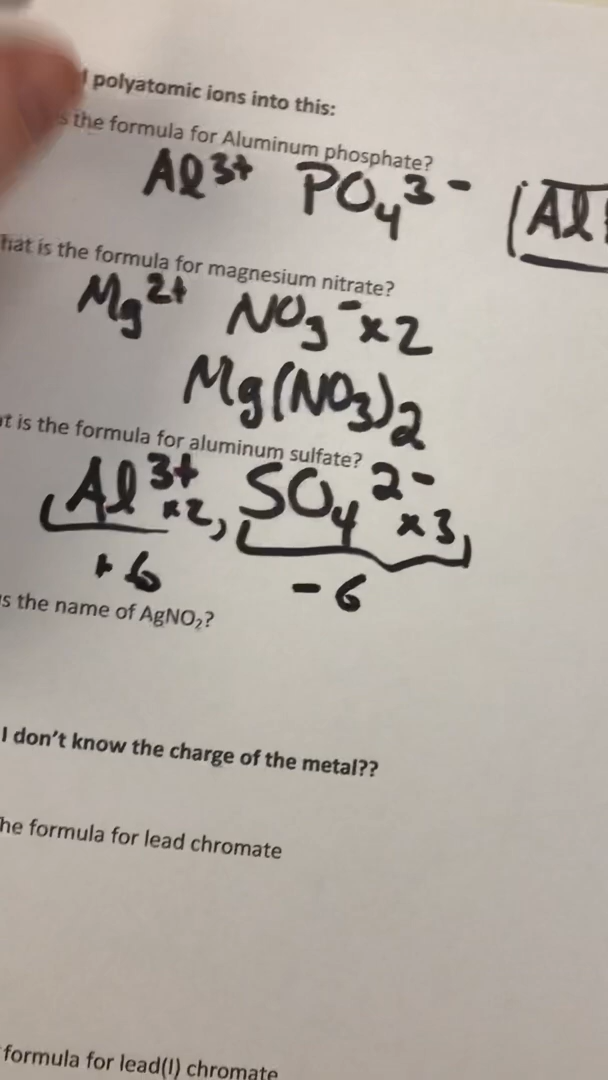 polyatomic ions into this:
the formula for Aluminum phosphate?
Al³⁺ PO₄³⁻ Al
is the formula for magnesium nitrate?
Mg²⁺ NO₃⁻ x2
Mg(NO₃)₂
is the formula for aluminum sulfate?
Al³⁺ x2, SO₄²⁻ x3
+6 -6
the name of AgNO₂?
I don't know the charge of the metal??
formula for lead chromate
formula for lead(I) chromate